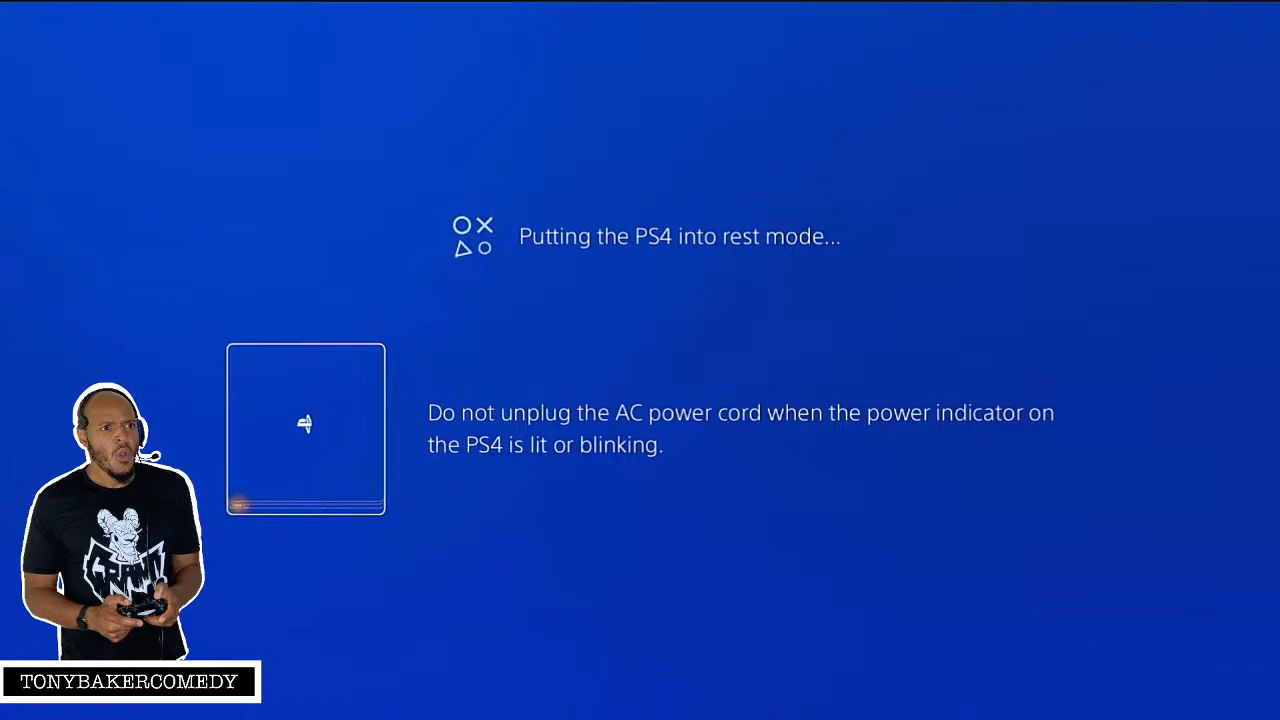 Putting the PS4 into rest mode...
Do not unplug the AC power cord when the power indicator on
the PS4 is lit or blinking.
TONYBAKERCOMEDY